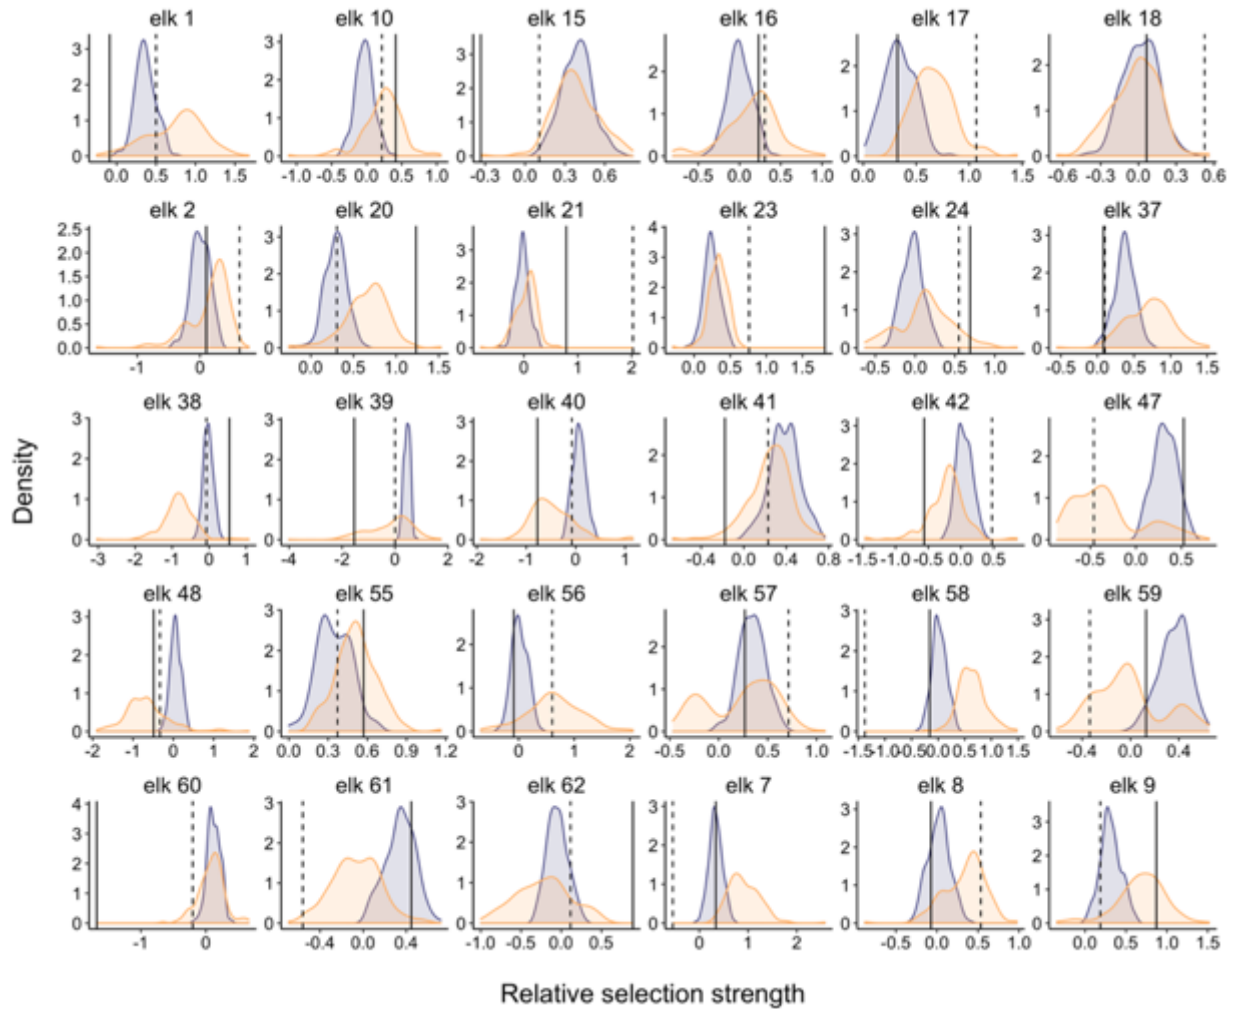 elk 1 elk 10 elk 15 elk 16 elk 17 elk 18
3 3 3 2 2 2
2 2 2 1 1 1
1 1 1 0 0 0
0 0 0
0.0 0.5 1.0 1.5 -1.0 -0.5 0.0 0.5 1.0 -0.3 0.0 0.3 0.6 -0.5 0.0 0.5 1.0 0.0 0.5 1.0 1.5 -0.6 -0.3 0.0 0.3 0.6
elk 2 elk 20 elk 21 elk 23 elk 24 elk 37
2.5 3 3 4 3 3
2.0 2 2 3 2 2
1.5 1 1 2 1 1
1.0 0 0 1 0 0
0.5 0
0.0
-1 0 0.0 0.5 1.0 1.5 0 1 2 0.0 0.5 1.0 1.5 -0.5 0.0 0.5 1.0 -0.5 0.0 0.5 1.0 1.5
elk 38 elk 39 elk 40 elk 41 elk 42 elk 47
3 3 3 2 3 2
2 2 2 1 2 1
1 1 1 0 1 0
0 0 0 0
-3 -2 -1 0 1 -4 -2 0 2 -2 -1 0 1 -0.4 0.0 0.4 0.8 -1.5 -1.0 -0.5 0.0 0.5 -0.5 0.0 0.5
Density
elk 48 elk 55 elk 56 elk 57 elk 58 elk 59
3 3 2 2 3 3
2 2 1 1 2 2
1 1 0 0 1 1
0 0 0 0
-2 -1 0 1 2 0.0 0.3 0.6 0.9 1.2 0 1 2 -0.5 0.0 0.5 1.0 -1.5 -1.0 -0.5 0.0 0.5 1.0 1.5 -0.4 0.0 0.4
elk 60 elk 61 elk 62 elk 7 elk 8 elk 9
4 3 3 3 3 3
3 2 2 2 2 2
2 1 1 1 1 1
1 0 0 0 0 0
0
-1 0 -0.4 0.0 0.4 -1.0 -0.5 0.0 0.5 0 1 2 -0.5 0.0 0.5 1.0 0.0 0.5 1.0 1.5
Relative selection strength